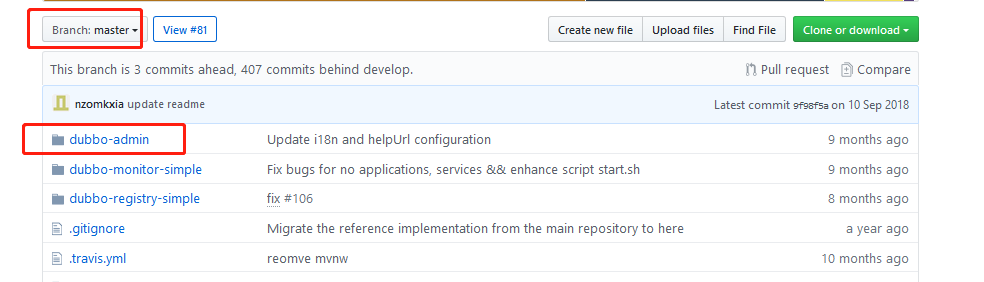 Branch: master View #81 Create new file Upload files Find File Clone or download
This branch is 3 commits ahead, 407 commits behind develop. Pull request Compare
nzomkxia update readme Latest commit 9f98f5a on 10 Sep 2018
dubbo-admin Update i18n and helpUrl configuration 9 months ago
dubbo-monitor-simple Fix bugs for no applications, services && enhance script start.sh 9 months ago
dubbo-registry-simple fix #106 8 months ago
.gitignore Migrate the reference implementation from the main repository to here a year ago
.travis.yml reomve mvnw 10 months ago